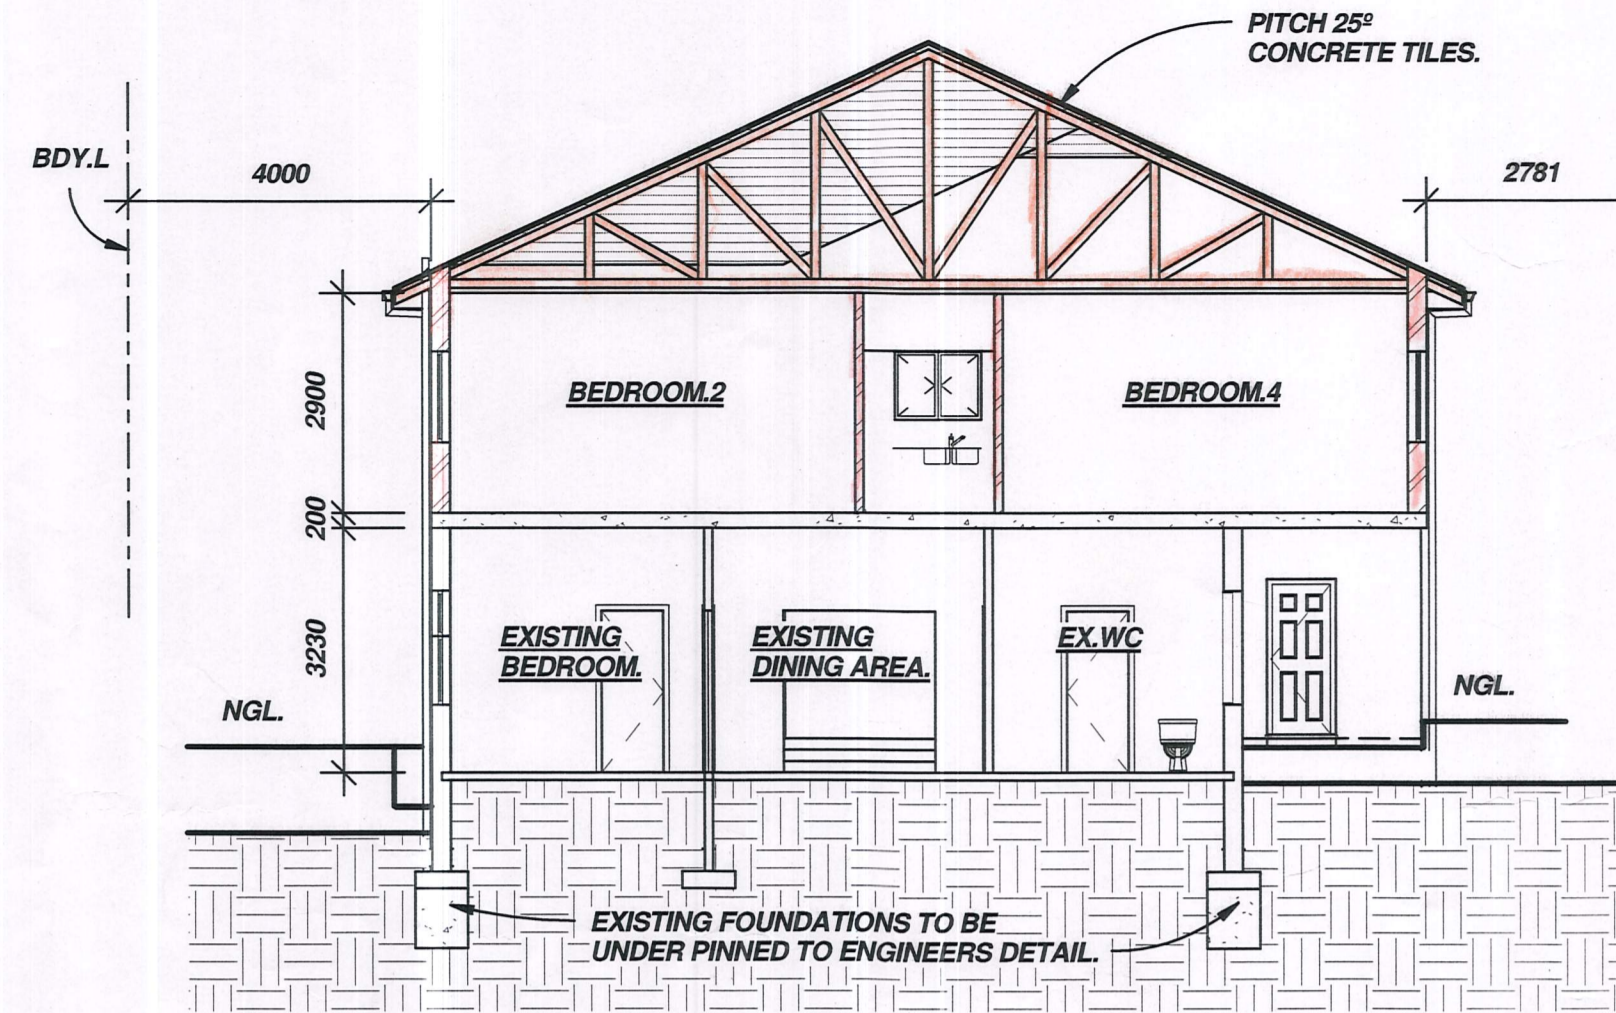 PITCH 25º
CONCRETE TILES.
BDY.L
4000
2781
2900
BEDROOM.2
BEDROOM.4
200
3230
EXISTING
BEDROOM.
EXISTING
DINING AREA.
EX.WC
NGL.
NGL.
EXISTING FOUNDATIONS TO BE
UNDER PINNED TO ENGINEERS DETAIL.